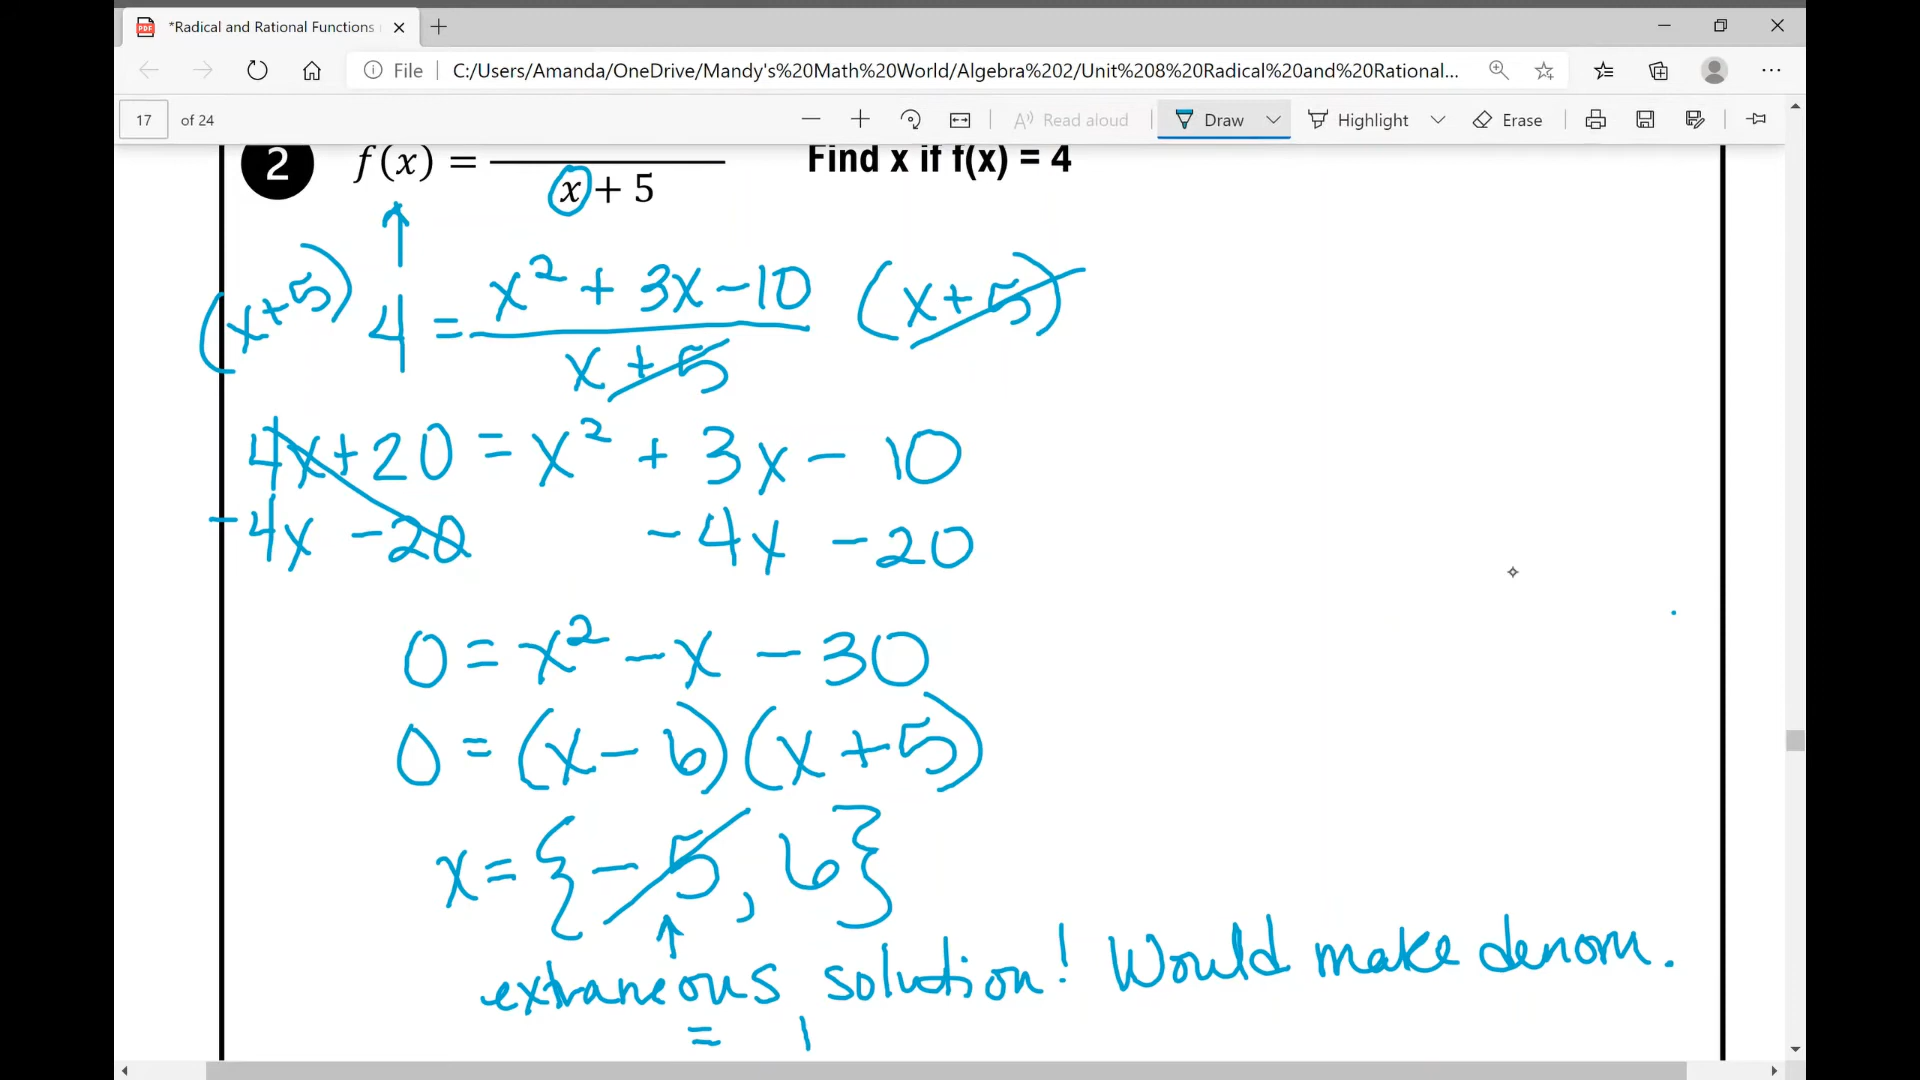 *Radical and Rational Functions
File C:/Users/Amanda/OneDrive/Mandy's%20Math%20World/Algebra%202/Unit%208%20Radical%20and%20Rational...
17 of 24 Read aloud Draw Highlight Erase
2 f(x) = Find x if f(x) = 4
x + 5
(x+5) 4 = x² + 3x - 10 (x+5)
x + 5
4x + 20 = x² + 3x - 10
-4x - 20 - 4x - 20
0 = x² - x - 30
0 = (x - 6)(x + 5)
x = {-5, 6}
extraneous solution! Would make denom.
=